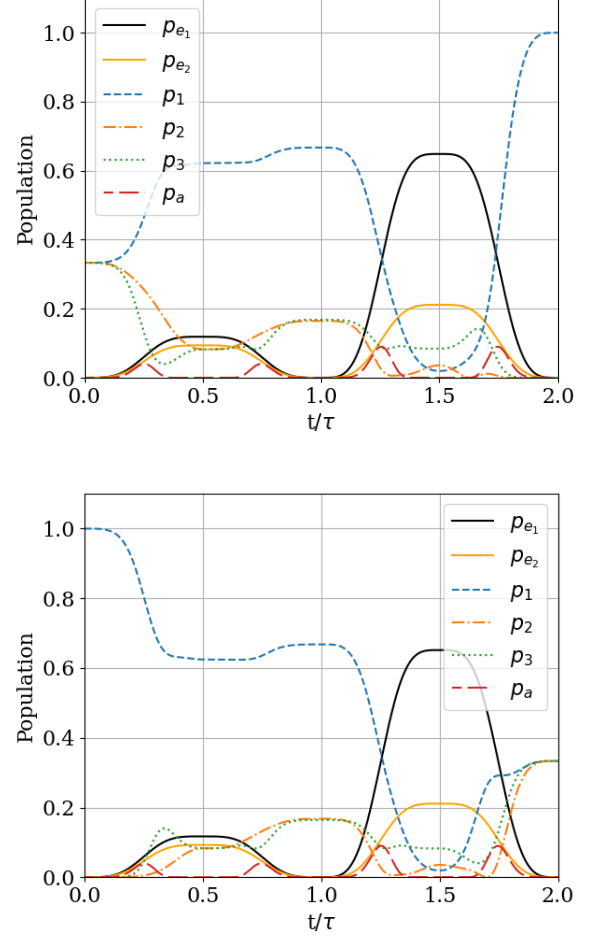 1.0
0.8
0.6
0.4
0.2
0.0
Population
p_{e_1}
p_{e_2}
p_1
p_2
p_3
p_a
0.0 0.5 1.0 1.5 2.0
t/τ
1.0
0.8
0.6
0.4
0.2
0.0
Population
p_{e_1}
p_{e_2}
p_1
p_2
p_3
p_a
0.0 0.5 1.0 1.5 2.0
t/τ